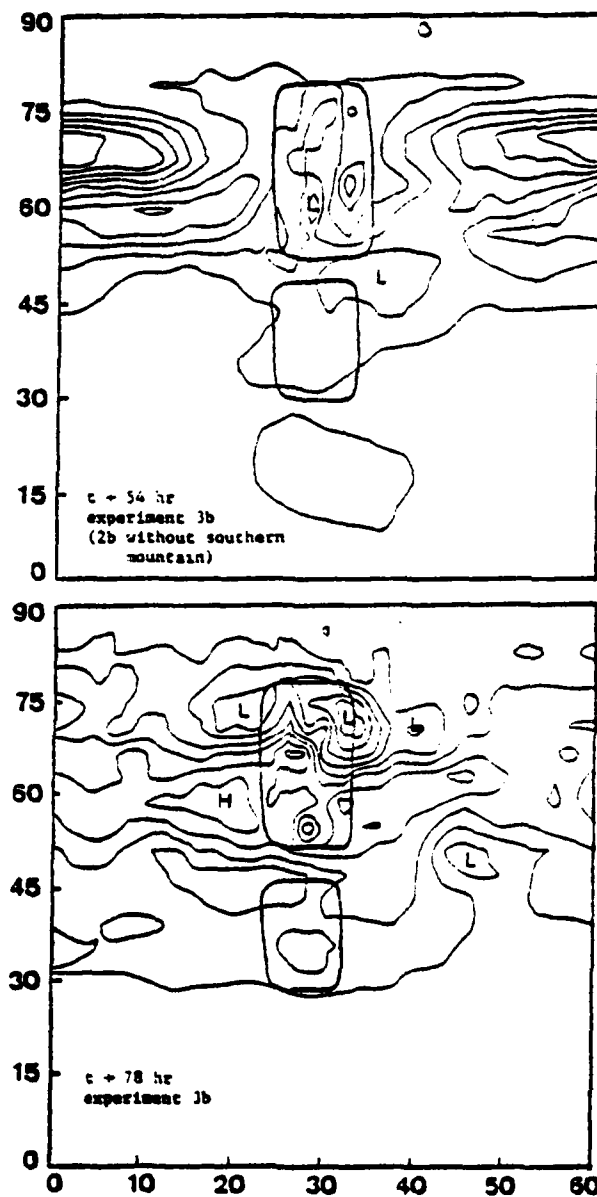 90
75
60
45
30
15
0
L
L
t = 54 hr
experiment 3b
(2b without southern
mountain)
90
75
60
45
30
15
0
L
L
L
H
L
t = 78 hr
experiment 3b
0 10 20 30 40 50 60